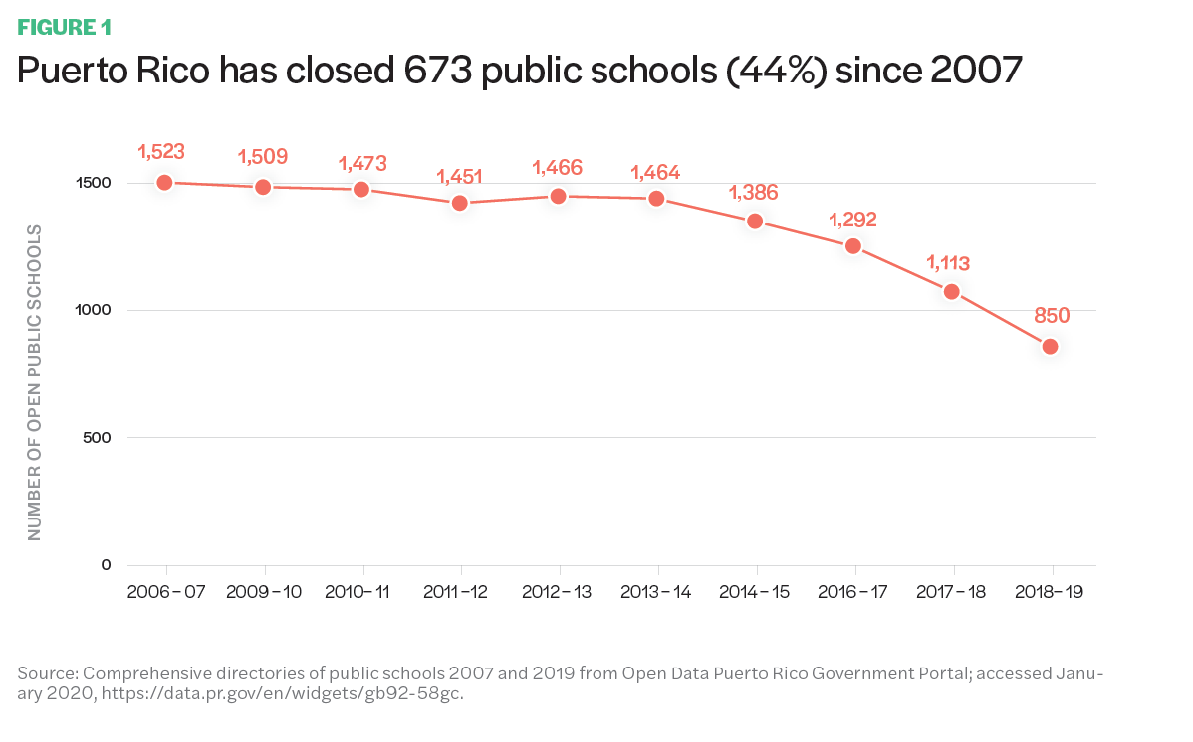 FIGURE 1
Puerto Rico has closed 673 public schools (44%) since 2007
1,523
1,509
1,473
1,451
1,466
1,464
1,386
1,292
1,113
850
1500
1000
500
0
NUMBER OF OPEN PUBLIC SCHOOLS
2006–07 2009–10 2010–11 2011–12 2012–13 2013–14 2014–15 2016–17 2017–18 2018–19
Source: Comprehensive directories of public schools 2007 and 2019 from Open Data Puerto Rico Government Portal; accessed Janu-
ary 2020, https://data.pr.gov/en/widgets/gb92-58gc.